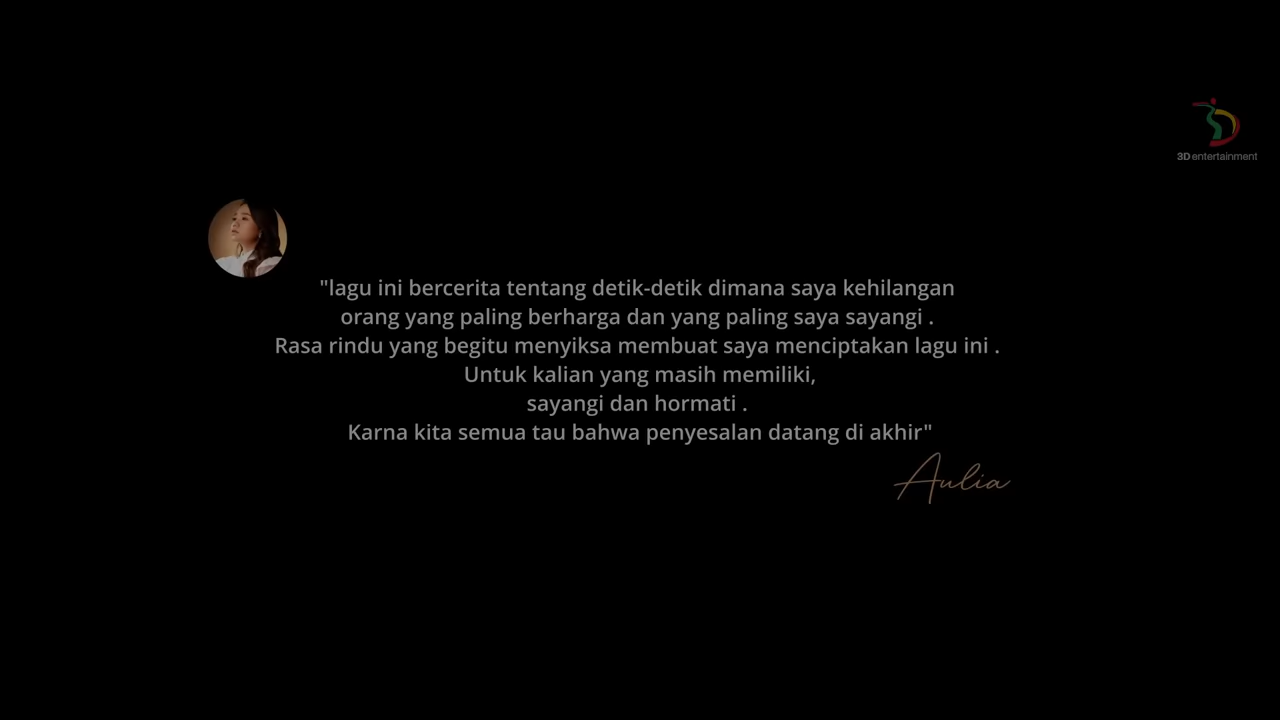 3D entertainment
"lagu ini bercerita tentang detik-detik dimana saya kehilangan
orang yang paling berharga dan yang paling saya sayangi .
Rasa rindu yang begitu menyiksa membuat saya menciptakan lagu ini .
Untuk kalian yang masih memiliki,
sayangi dan hormati .
Karna kita semua tau bahwa penyesalan datang di akhir"
Aulia